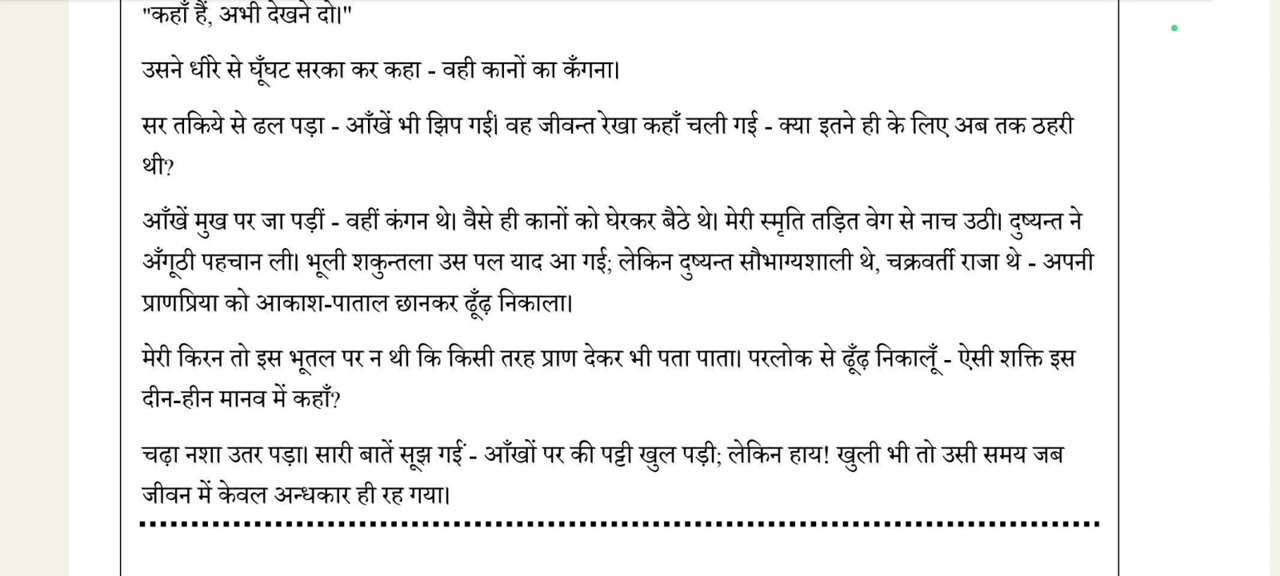 "कहाँ हैं, अभी देखने दो।"
उसने धीरे से घूँघट सरका कर कहा - वही कानों का कँगना।
सर तकिये से ढल पड़ा - आँखें भी झिप गईं। वह जीवन्त रेखा कहाँ चली गई - क्या इतने ही के लिए अब तक ठहरी
थी?
आँखें मुख पर जा पड़ीं - वहीं कंगन थे। वैसे ही कानों को घेरकर बैठे थे। मेरी स्मृति तड़ित वेग से नाच उठी। दुष्यन्त ने
अँगूठी पहचान ली। भूली शकुन्तला उस पल याद आ गई; लेकिन दुष्यन्त सौभाग्यशाली थे, चक्रवर्ती राजा थे - अपनी
प्राणप्रिया को आकाश-पाताल छानकर ढूँढ़ निकाला।
मेरी किरन तो इस भूतल पर न थी कि किसी तरह प्राण देकर भी पता पाता। परलोक से ढूँढ़ निकालूँ - ऐसी शक्ति इस
दीन-हीन मानव में कहाँ?
चढ़ा नशा उतर पड़ा। सारी बातें सूझ गईं - आँखों पर की पट्टी खुल पड़ी; लेकिन हाय! खुली भी तो उसी समय जब
जीवन में केवल अन्धकार ही रह गया।